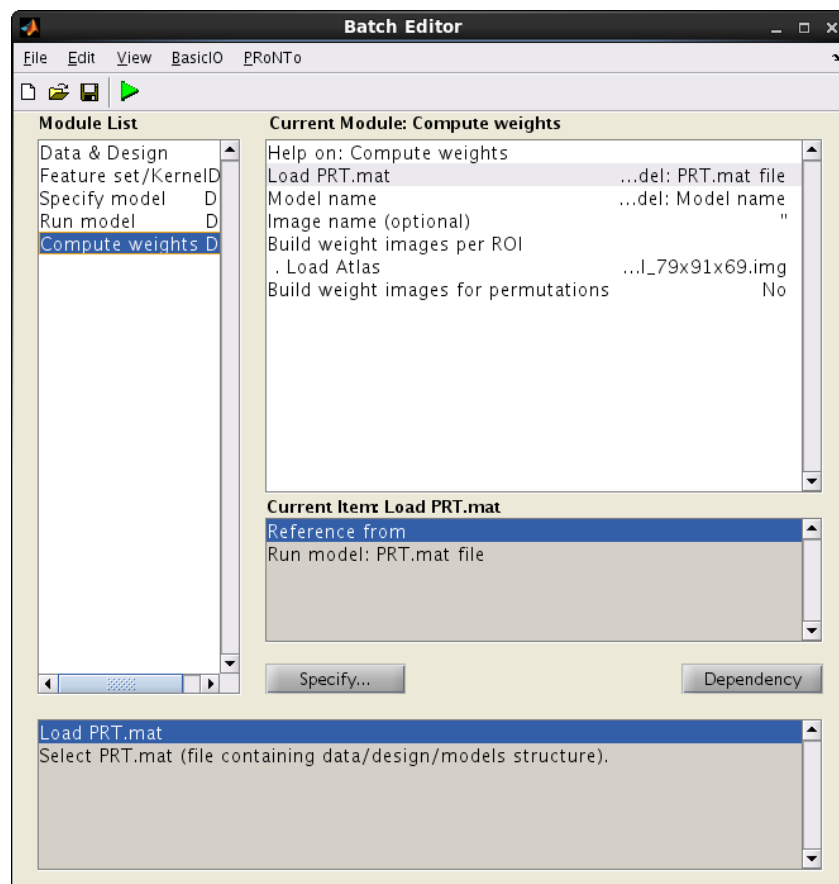 Batch Editor
File Edit View BasicIO PRoNTo
Module List
Data & Design
Feature set/KernelD
Specify model D
Run model D
Compute weights D
Current Module: Compute weights
Help on: Compute weights
Load PRT.mat ...del: PRT.mat file
Model name ...del: Model name
Image name (optional) ''
Build weight images per ROI
. Load Atlas ...l_79x91x69.img
Build weight images for permutations No
Current Item: Load PRT.mat
Reference from
Run model: PRT.mat file
Specify... Dependency
Load PRT.mat
Select PRT.mat (file containing data/design/models structure).